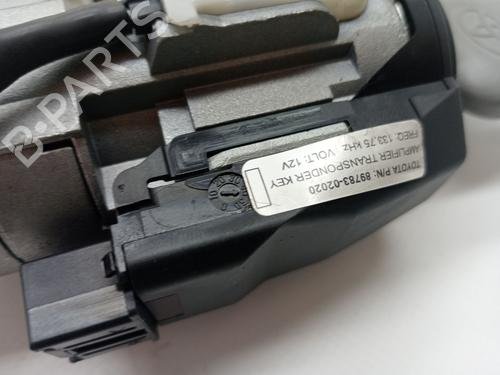 B-PARTS
TOYOTA P/N: 89783-02020
AMPLIFIER TRANSPONDER KEY
FREQ: 133,75 kHz VOLT: 12V